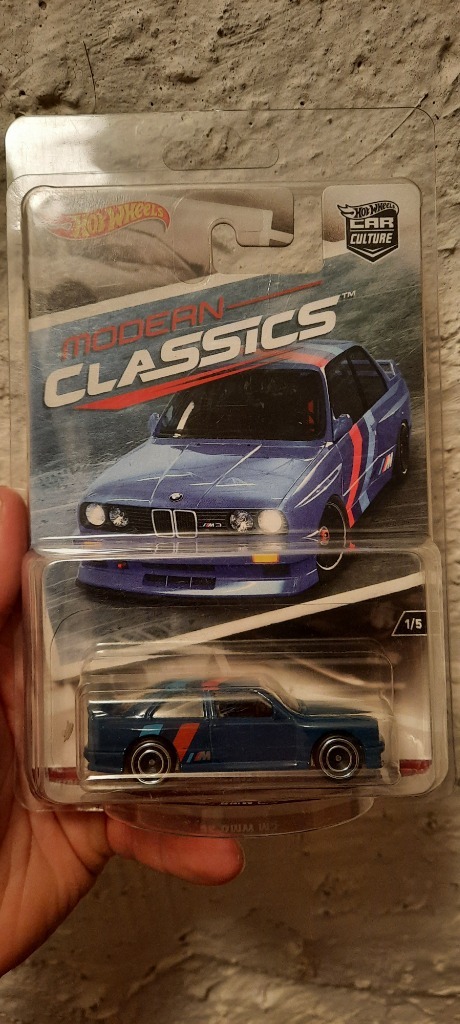 HOT WHEELS
HOT WHEELS
CAR
CULTURE
MODERN
CLASSICS™
M3
M
1/5
M